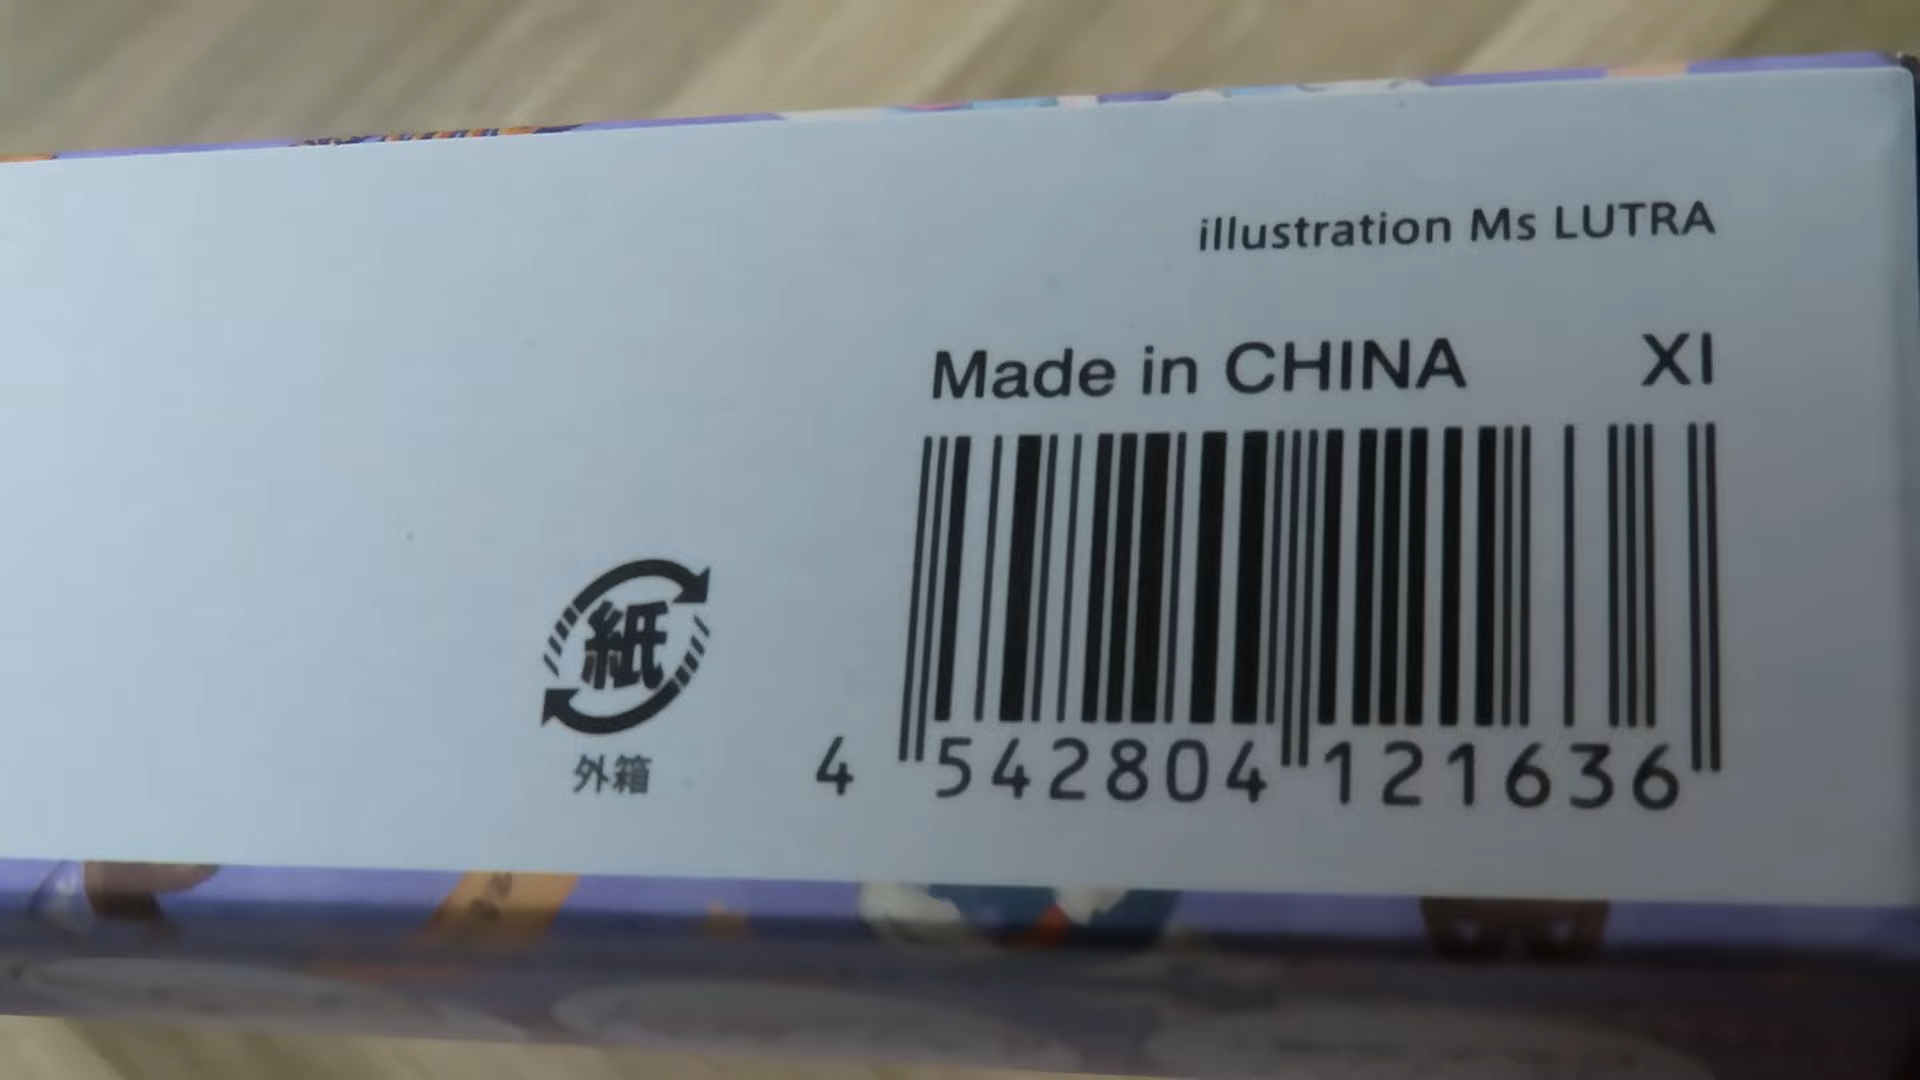 illustration Ms LUTRA
Made in CHINA XI
紙
外箱
4 542804 121636